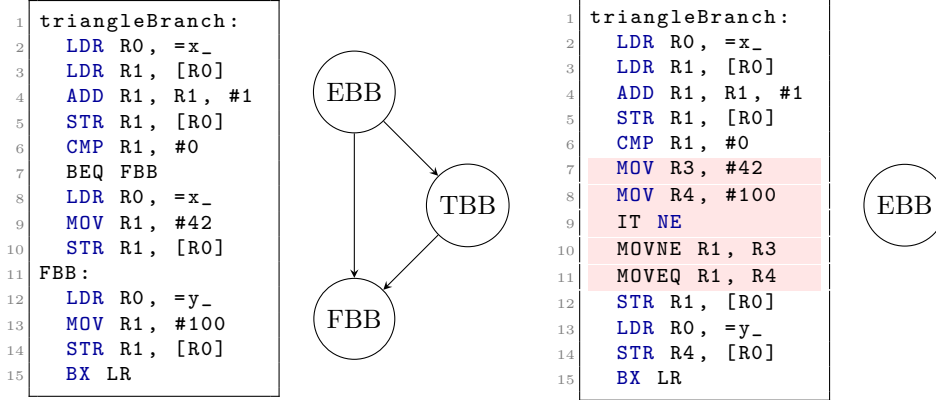 1 triangleBranch:
2 LDR R0, =x_
3 LDR R1, [R0]
4 ADD R1, R1, #1
5 STR R1, [R0]
6 CMP R1, #0
7 BEQ FBB
8 LDR R0, =x_
9 MOV R1, #42
10 STR R1, [R0]
11 FBB:
12 LDR R0, =y_
13 MOV R1, #100
14 STR R1, [R0]
15 BX LR
EBB
TBB
FBB
1 triangleBranch:
2 LDR R0, =x_
3 LDR R1, [R0]
4 ADD R1, R1, #1
5 STR R1, [R0]
6 CMP R1, #0
7 MOV R3, #42
8 MOV R4, #100
9 IT NE
10 MOVNE R1, R3
11 MOVEQ R1, R4
12 STR R1, [R0]
13 LDR R0, =y_
14 STR R4, [R0]
15 BX LR
EBB